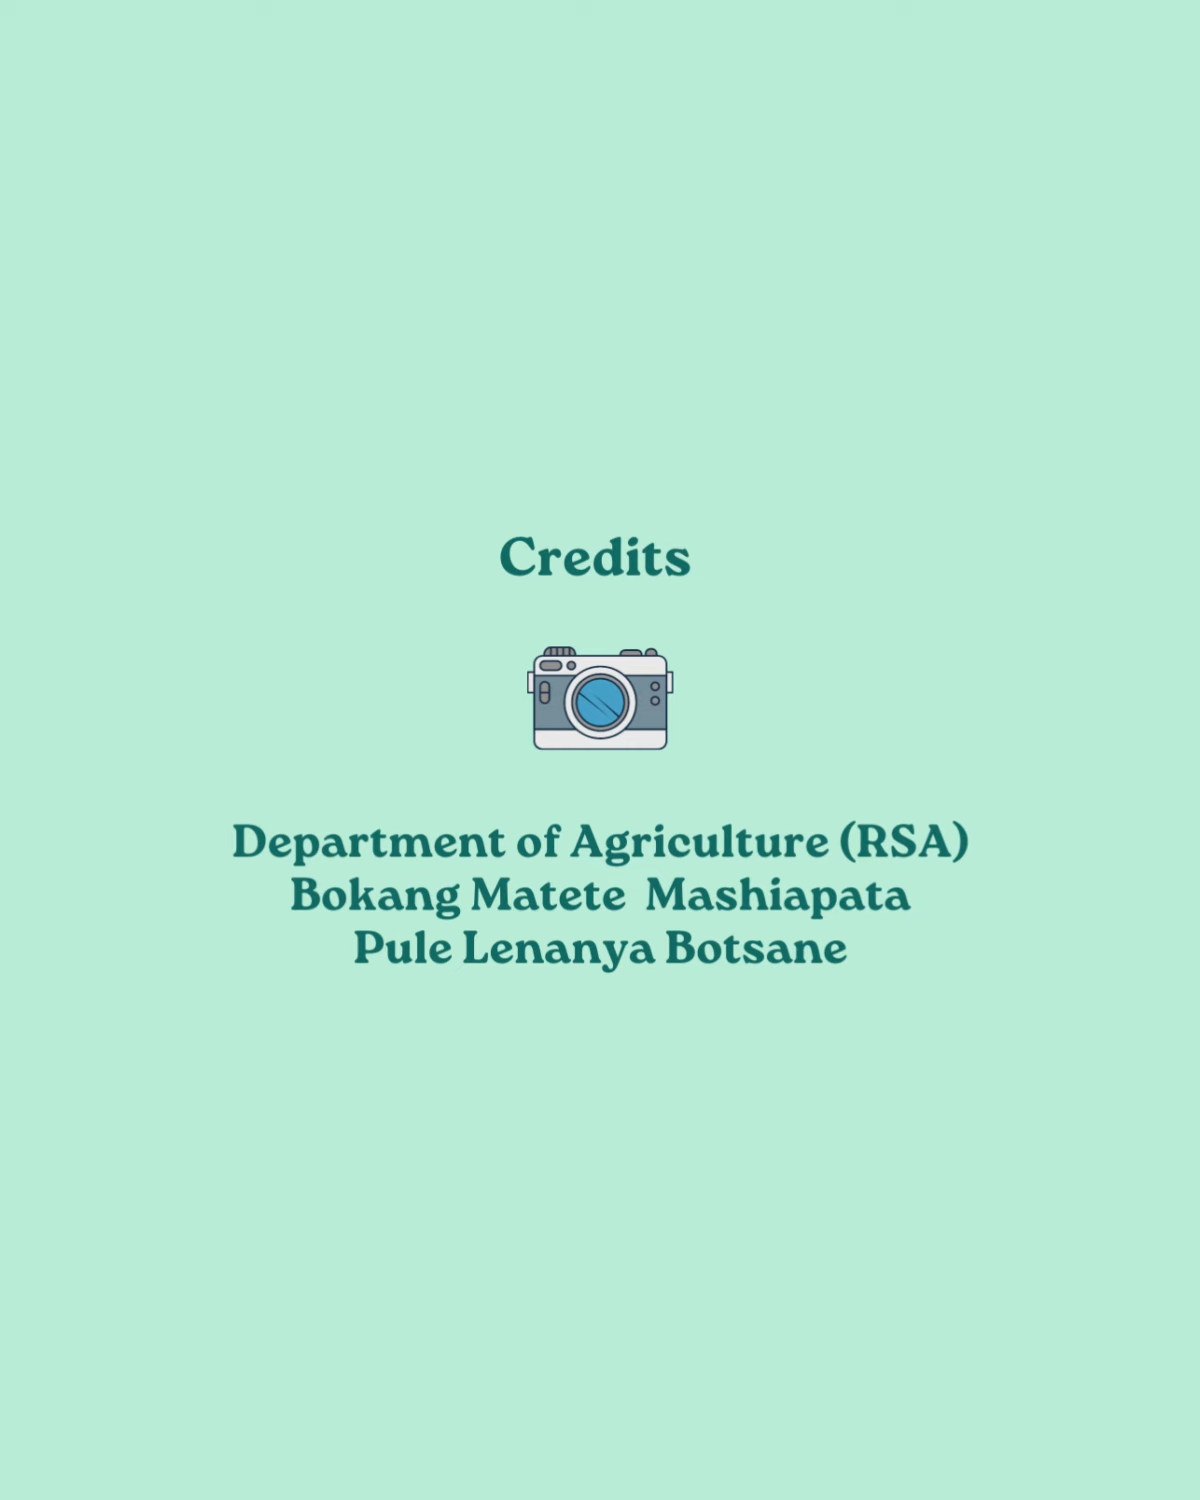 Credits
Department of Agriculture (RSA)
Bokang Matete  Mashiapata
Pule Lenanya Botsane